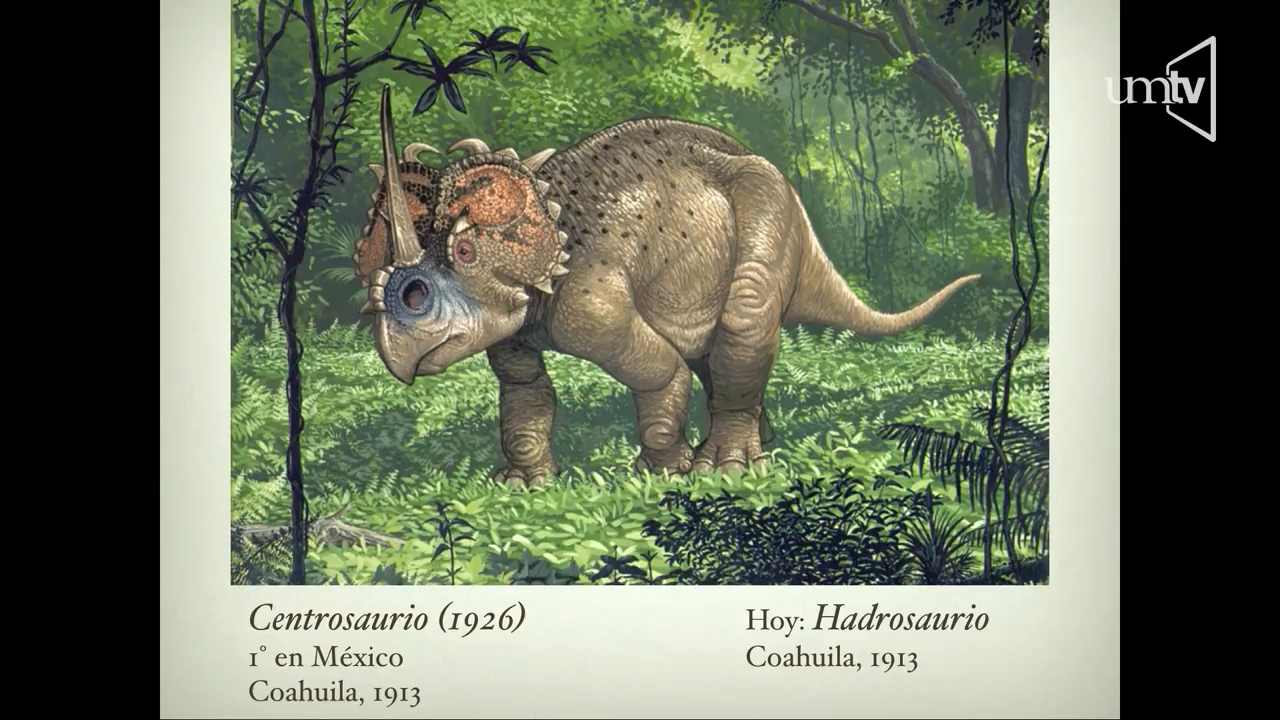 umtv
Centrosaurio (1926)
1° en México
Coahuila, 1913
Hoy: Hadrosaurio
Coahuila, 1913